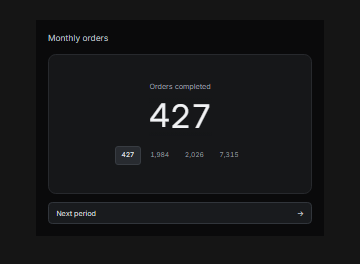 Monthly orders
Orders completed
427
427 1,984 2,026 7,315
Next period →